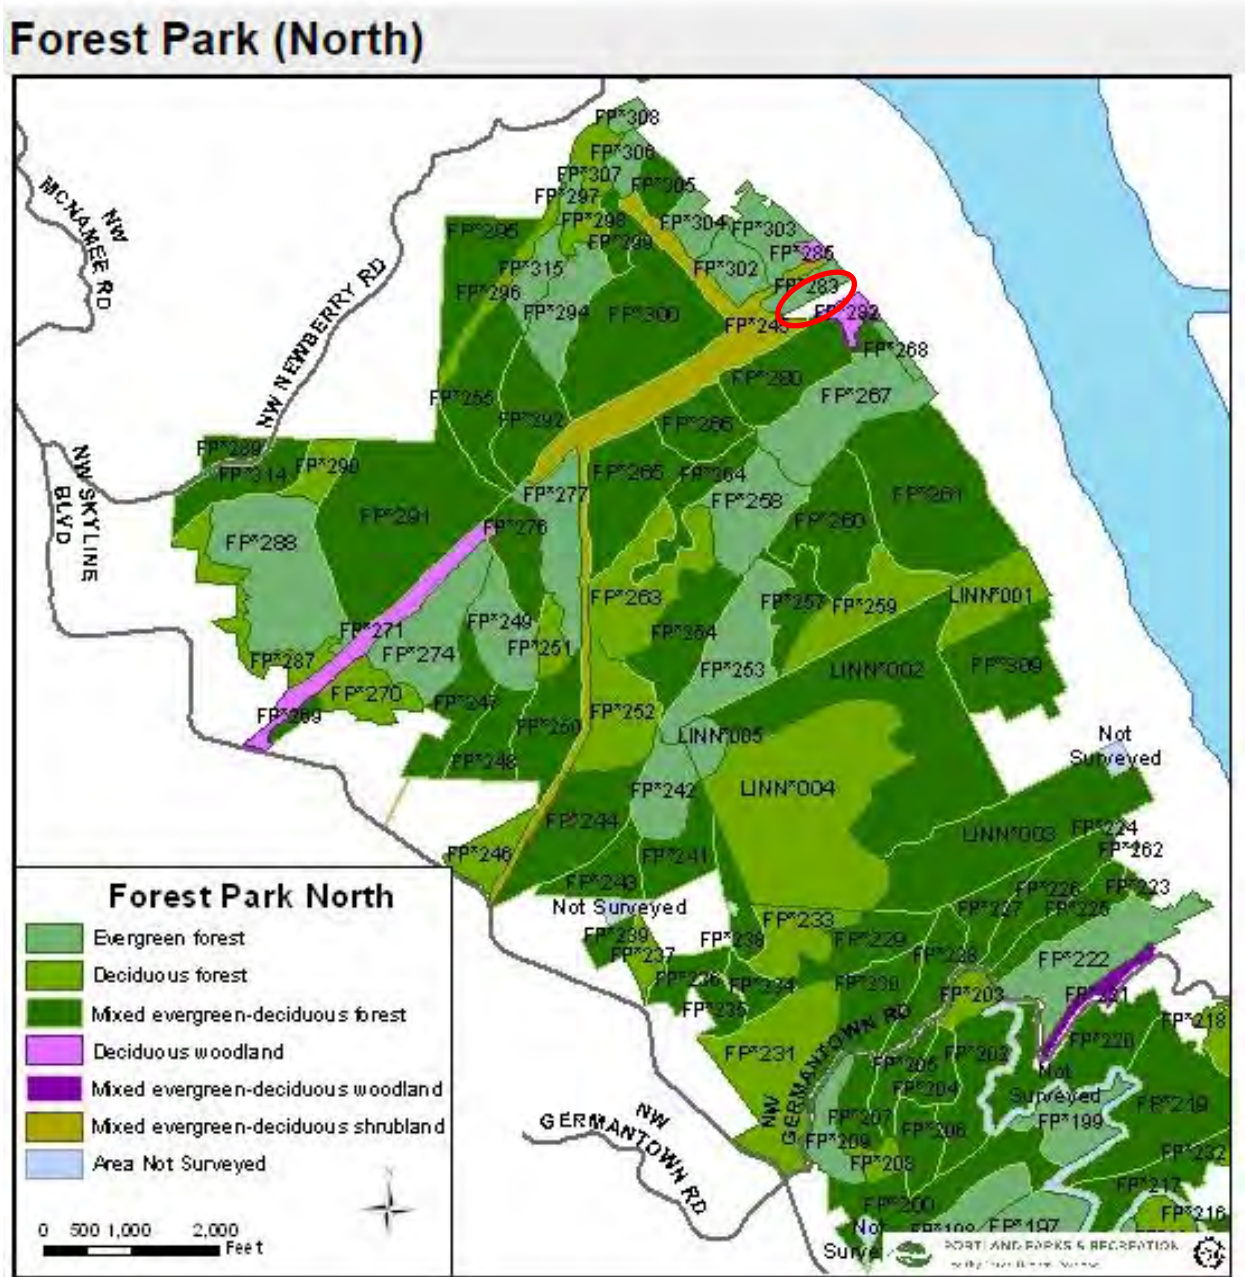 Forest Park (North)
FP*308
FP*306
FP*307
FP*305
FP*297
FP*298
FP*304
FP*303
FP*295
FP*299
FP*285
FP*315
FP*302
FP*283
FP*296
FP*294
FP*300
FP*292
FP*268
FP*280
FP*267
FP*255
FP*292
FP*266
FP*289
FP*314
FP*290
FP*265
FP*264
FP*277
FP*258
FP*261
FP*291
FP*276
FP*260
FP*288
FP*263
FP*257
FP*259
LINN*001
FP*271
FP*249
FP*274
FP*251
FP*287
FP*253
LINN*002
FP*309
FP*270
FP*247
FP*269
FP*250
FP*252
LINN*005
FP*248
Not
Surveyed
FP*242
LINN*004
FP*244
LINN*003
FP*224
FP*262
FP*246
FP*241
FP*243
Not Surveyed
FP*226
FP*223
FP*227
FP*225
FP*233
FP*239
FP*238
FP*229
FP*237
FP*228
FP*222
FP*236
FP*234
FP*230
FP*203
FP*235
FP*218
FP*231
FP*220
FP*205
FP*202
FP*204
Not
Surveyed
FP*207
FP*206
FP*199
FP*219
FP*209
FP*208
FP*232
FP*217
FP*200
FP*216
FP*197
Not
NW
MCNAMEE RD
NW NEWBERRY RD
NW SKYLINE
BLVD
NW
GERMANTOWN RD
NW
GERMANTOWN RD
Forest Park North
Evergreen forest
Deciduous forest
Mixed evergreen-deciduous forest
Deciduous woodland
Mixed evergreen-deciduous woodland
Mixed evergreen-deciduous shrubland
Area Not Surveyed
0 500 1,000 2,000
Feet
PORTLAND PARKS & RECREATION